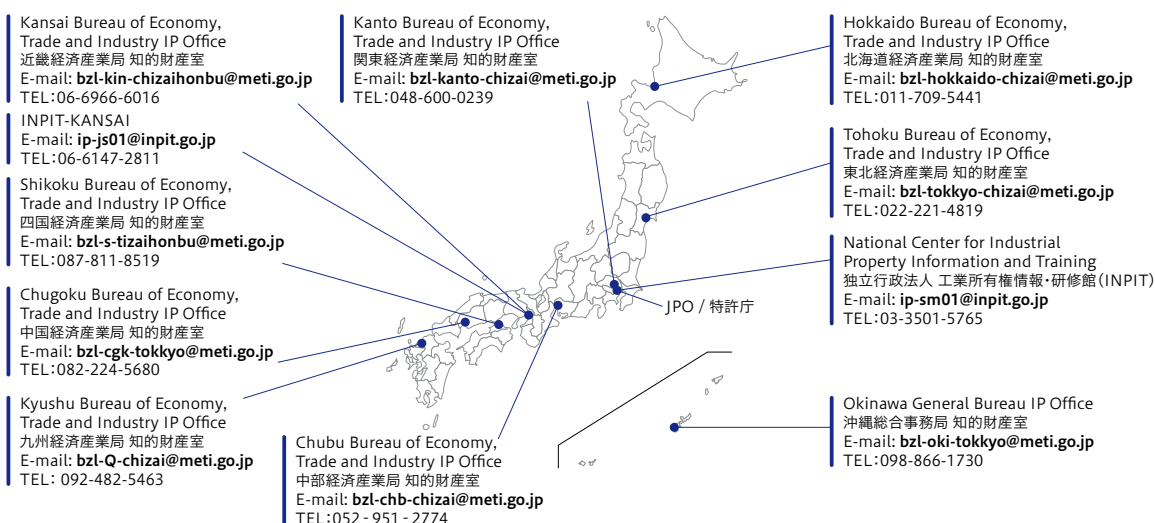 Kansai Bureau of Economy,
Trade and Industry IP Office
近畿経済産業局 知的財産室
E-mail: bzl-kin-chizaihonbu@meti.go.jp
TEL:06-6966-6016
INPIT-KANSAI
E-mail: ip-js01@inpit.go.jp
TEL:06-6147-2811
Shikoku Bureau of Economy,
Trade and Industry IP Office
四国経済産業局 知的財産室
E-mail: bzl-s-tizaihonbu@meti.go.jp
TEL:087-811-8519
Chugoku Bureau of Economy,
Trade and Industry IP Office
中国経済産業局 知的財産室
E-mail: bzl-cgk-tokkyo@meti.go.jp
TEL:082-224-5680
Kyushu Bureau of Economy,
Trade and Industry IP Office
九州経済産業局 知的財産室
E-mail: bzl-Q-chizai@meti.go.jp
TEL: 092-482-5463
Kanto Bureau of Economy,
Trade and Industry IP Office
関東経済産業局 知的財産室
E-mail: bzl-kanto-chizai@meti.go.jp
TEL:048-600-0239
Chubu Bureau of Economy,
Trade and Industry IP Office
中部経済産業局 知的財産室
E-mail: bzl-chb-chizai@meti.go.jp
TEL:052 - 951 - 2774
JPO / 特許庁
Hokkaido Bureau of Economy,
Trade and Industry IP Office
北海道経済産業局 知的財産室
E-mail: bzl-hokkaido-chizai@meti.go.jp
TEL:011-709-5441
Tohoku Bureau of Economy,
Trade and Industry IP Office
東北経済産業局 知的財産室
E-mail: bzl-tokkyo-chizai@meti.go.jp
TEL:022-221-4819
National Center for Industrial
Property Information and Training
独立行政法人 工業所有権情報・研修館(INPIT)
E-mail: ip-sm01@inpit.go.jp
TEL:03-3501-5765
Okinawa General Bureau IP Office
沖縄総合事務局 知的財産室
E-mail: bzl-oki-tokkyo@meti.go.jp
TEL:098-866-1730